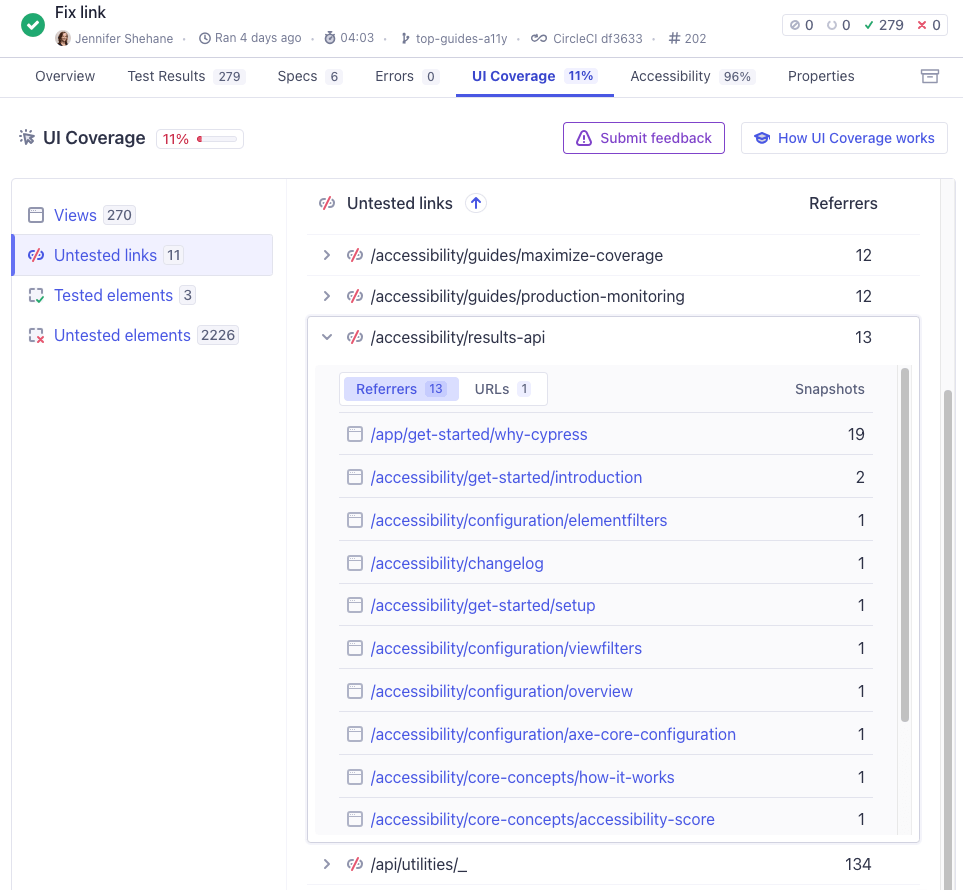 Fix link
Jennifer Shehane Ran 4 days ago 04:03 top-guides-a11y CircleCI df3633 # 202
0 0 279 0
Overview Test Results 279 Specs 6 Errors 0 UI Coverage 11% Accessibility 96% Properties
UI Coverage 11% Submit feedback How UI Coverage works
Views 270
Untested links 11
Tested elements 3
Untested elements 2226
Untested links Referrers
/accessibility/guides/maximize-coverage 12
/accessibility/guides/production-monitoring 12
/accessibility/results-api 13
Referrers 13 URLs 1 Snapshots
/app/get-started/why-cypress 19
/accessibility/get-started/introduction 2
/accessibility/configuration/elementfilters 1
/accessibility/changelog 1
/accessibility/get-started/setup 1
/accessibility/configuration/viewfilters 1
/accessibility/configuration/overview 1
/accessibility/configuration/axe-core-configuration 1
/accessibility/core-concepts/how-it-works 1
/accessibility/core-concepts/accessibility-score 1
/api/utilities/_ 134